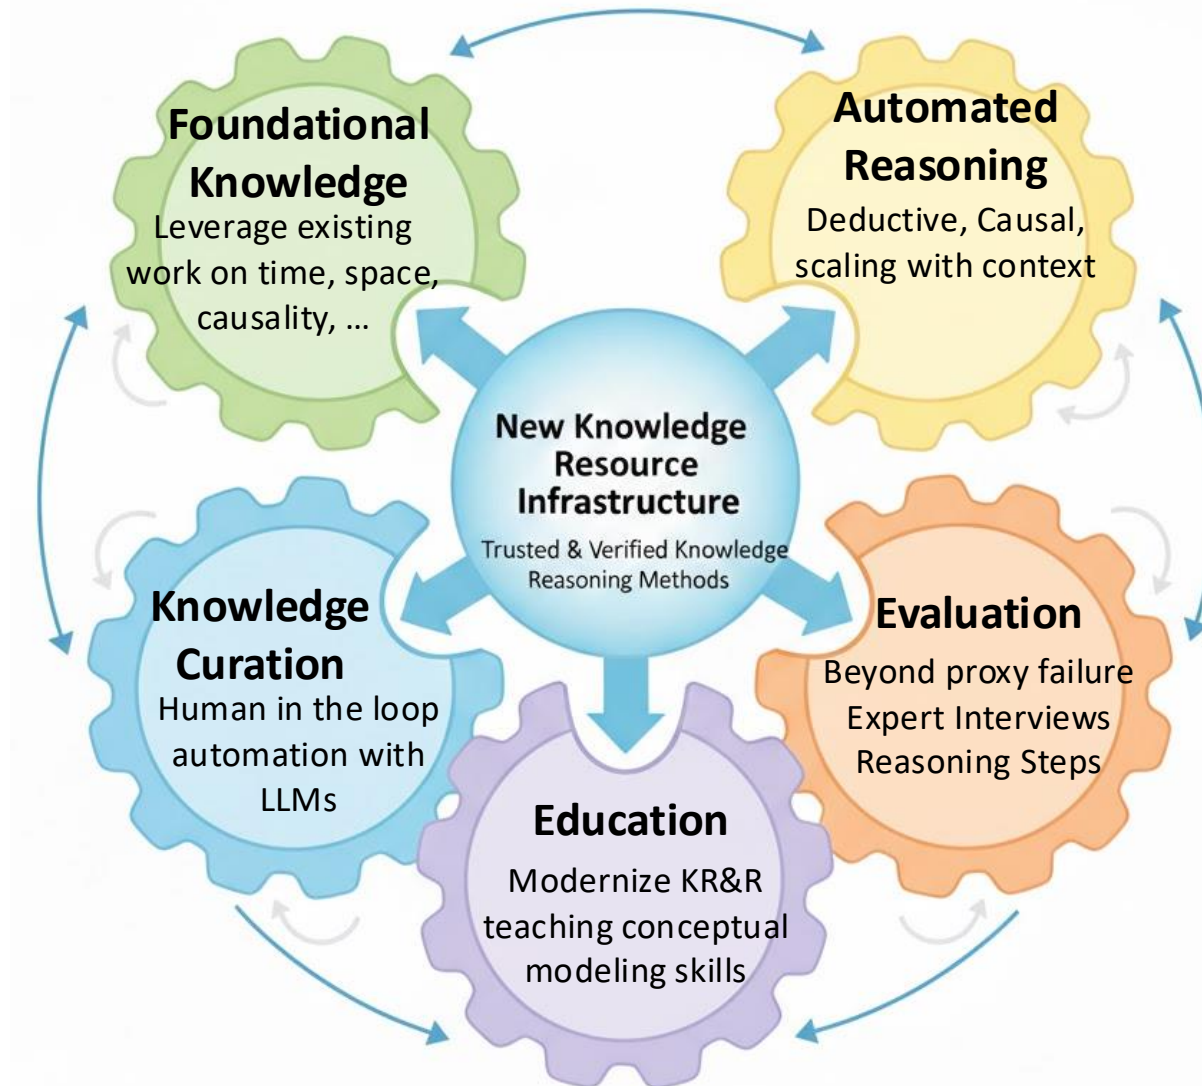 Foundational
Knowledge
Leverage existing
work on time, space,
causality, ...
Automated
Reasoning
Deductive, Causal,
scaling with context
New Knowledge
Resource
Infrastructure
Trusted & Verified Knowledge
Reasoning Methods
Knowledge
Curation
Human in the loop
automation with
LLMs
Evaluation
Beyond proxy failure
Expert Interviews
Reasoning Steps
Education
Modernize KR&R
teaching conceptual
modeling skills